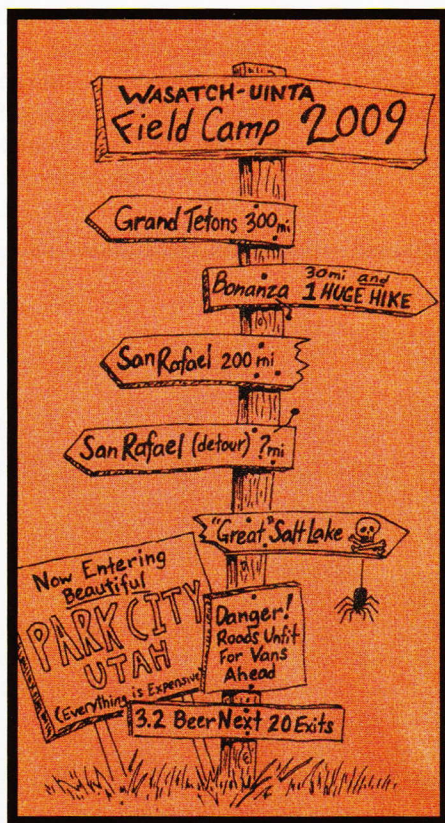 WASATCH-UINTA
Field Camp 2009
Grand Tetons 300mi
Bonanza 30mi and
1 HUGE HIKE
San Rafael 200 mi
San Rafael (detour) ?mi
"Great" Salt Lake
Now Entering
Beautiful
PARK CITY
UTAH
(Everything is Expensive
Danger!
Roads Unfit
For Vans
Ahead
3.2 Beer Next 20 Exits